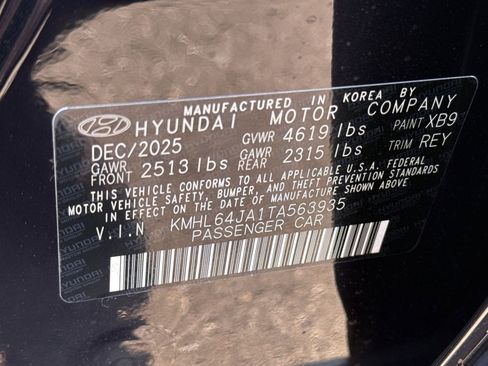 MANUFACTURED IN KOREA BY
HYUNDAI MOTOR COMPANY
DEC/2025 GVWR 4619 lbs PAINT XB9
GAWR FRONT 2513 lbs GAWR REAR 2315 lbs TRIM REY
THIS VEHICLE CONFORMS TO ALL APPLICABLE U.S.A. FEDERAL
MOTOR VEHICLE SAFETY, BUMPER, AND THEFT PREVENTION
STANDARDS IN EFFECT ON THE DATE OF MANUFACTURE SHOWN ABOVE.
V.I.N KMHL64JA1TA563935
PASSENGER CAR